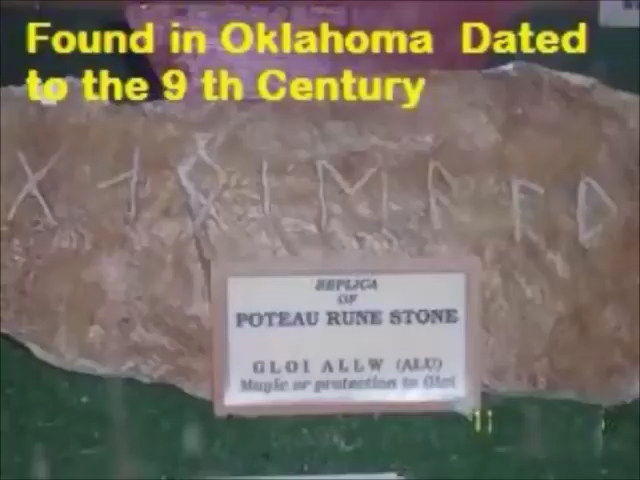 Found in Oklahoma Dated
to the 9 th Century
REPLICA
OF
POTEAU RUNE STONE
GLOI ALLW (ALU)
Magic or protection to Gloi
11